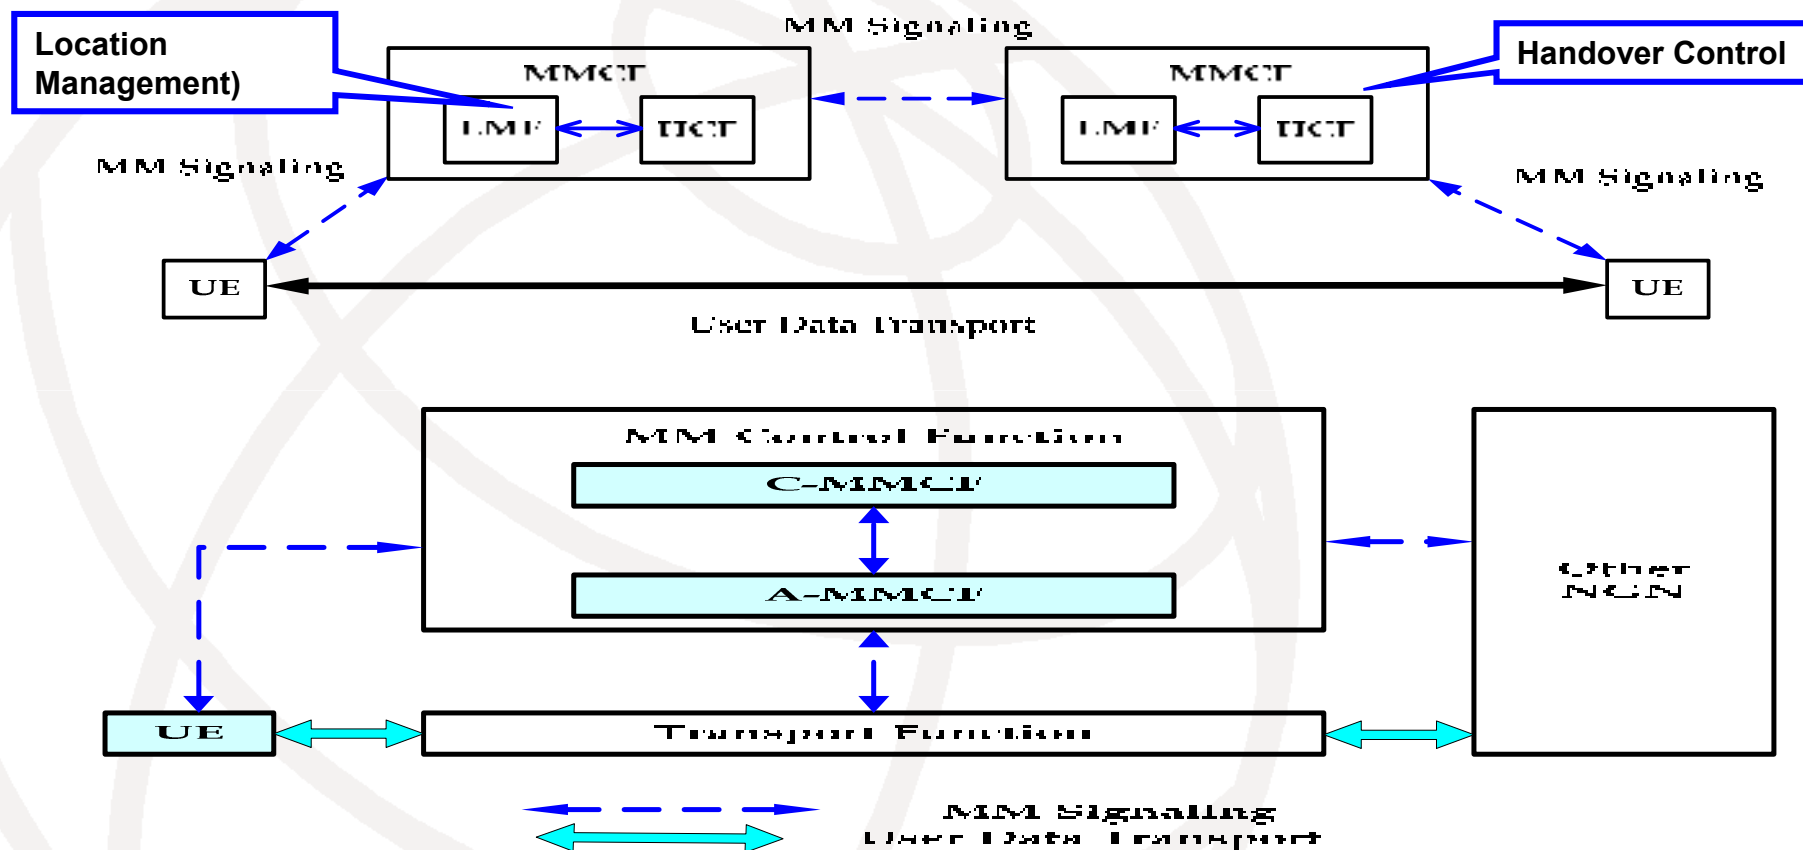 Location
Management)
MM Signaling
Handover Control
MMCF
LMF
HCF
MMCF
LMF
HCF
MM Signaling
MM Signaling
UE
UE
User Data Transport
MM Control Function
C-MMCF
A-MMCF
Other
NGN
UE
Transport Function
MM Signalling
User Data Transport